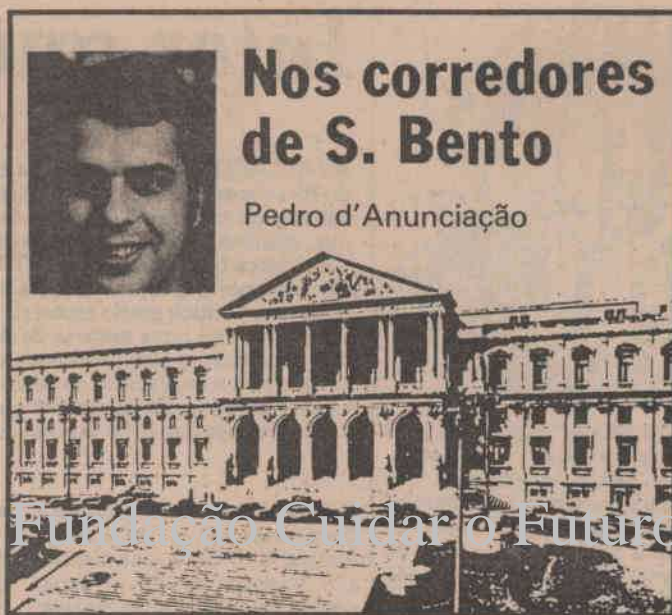 Nos corredores
de S. Bento
Pedro d'Anunciação
Fundação Cuidar o Futuro